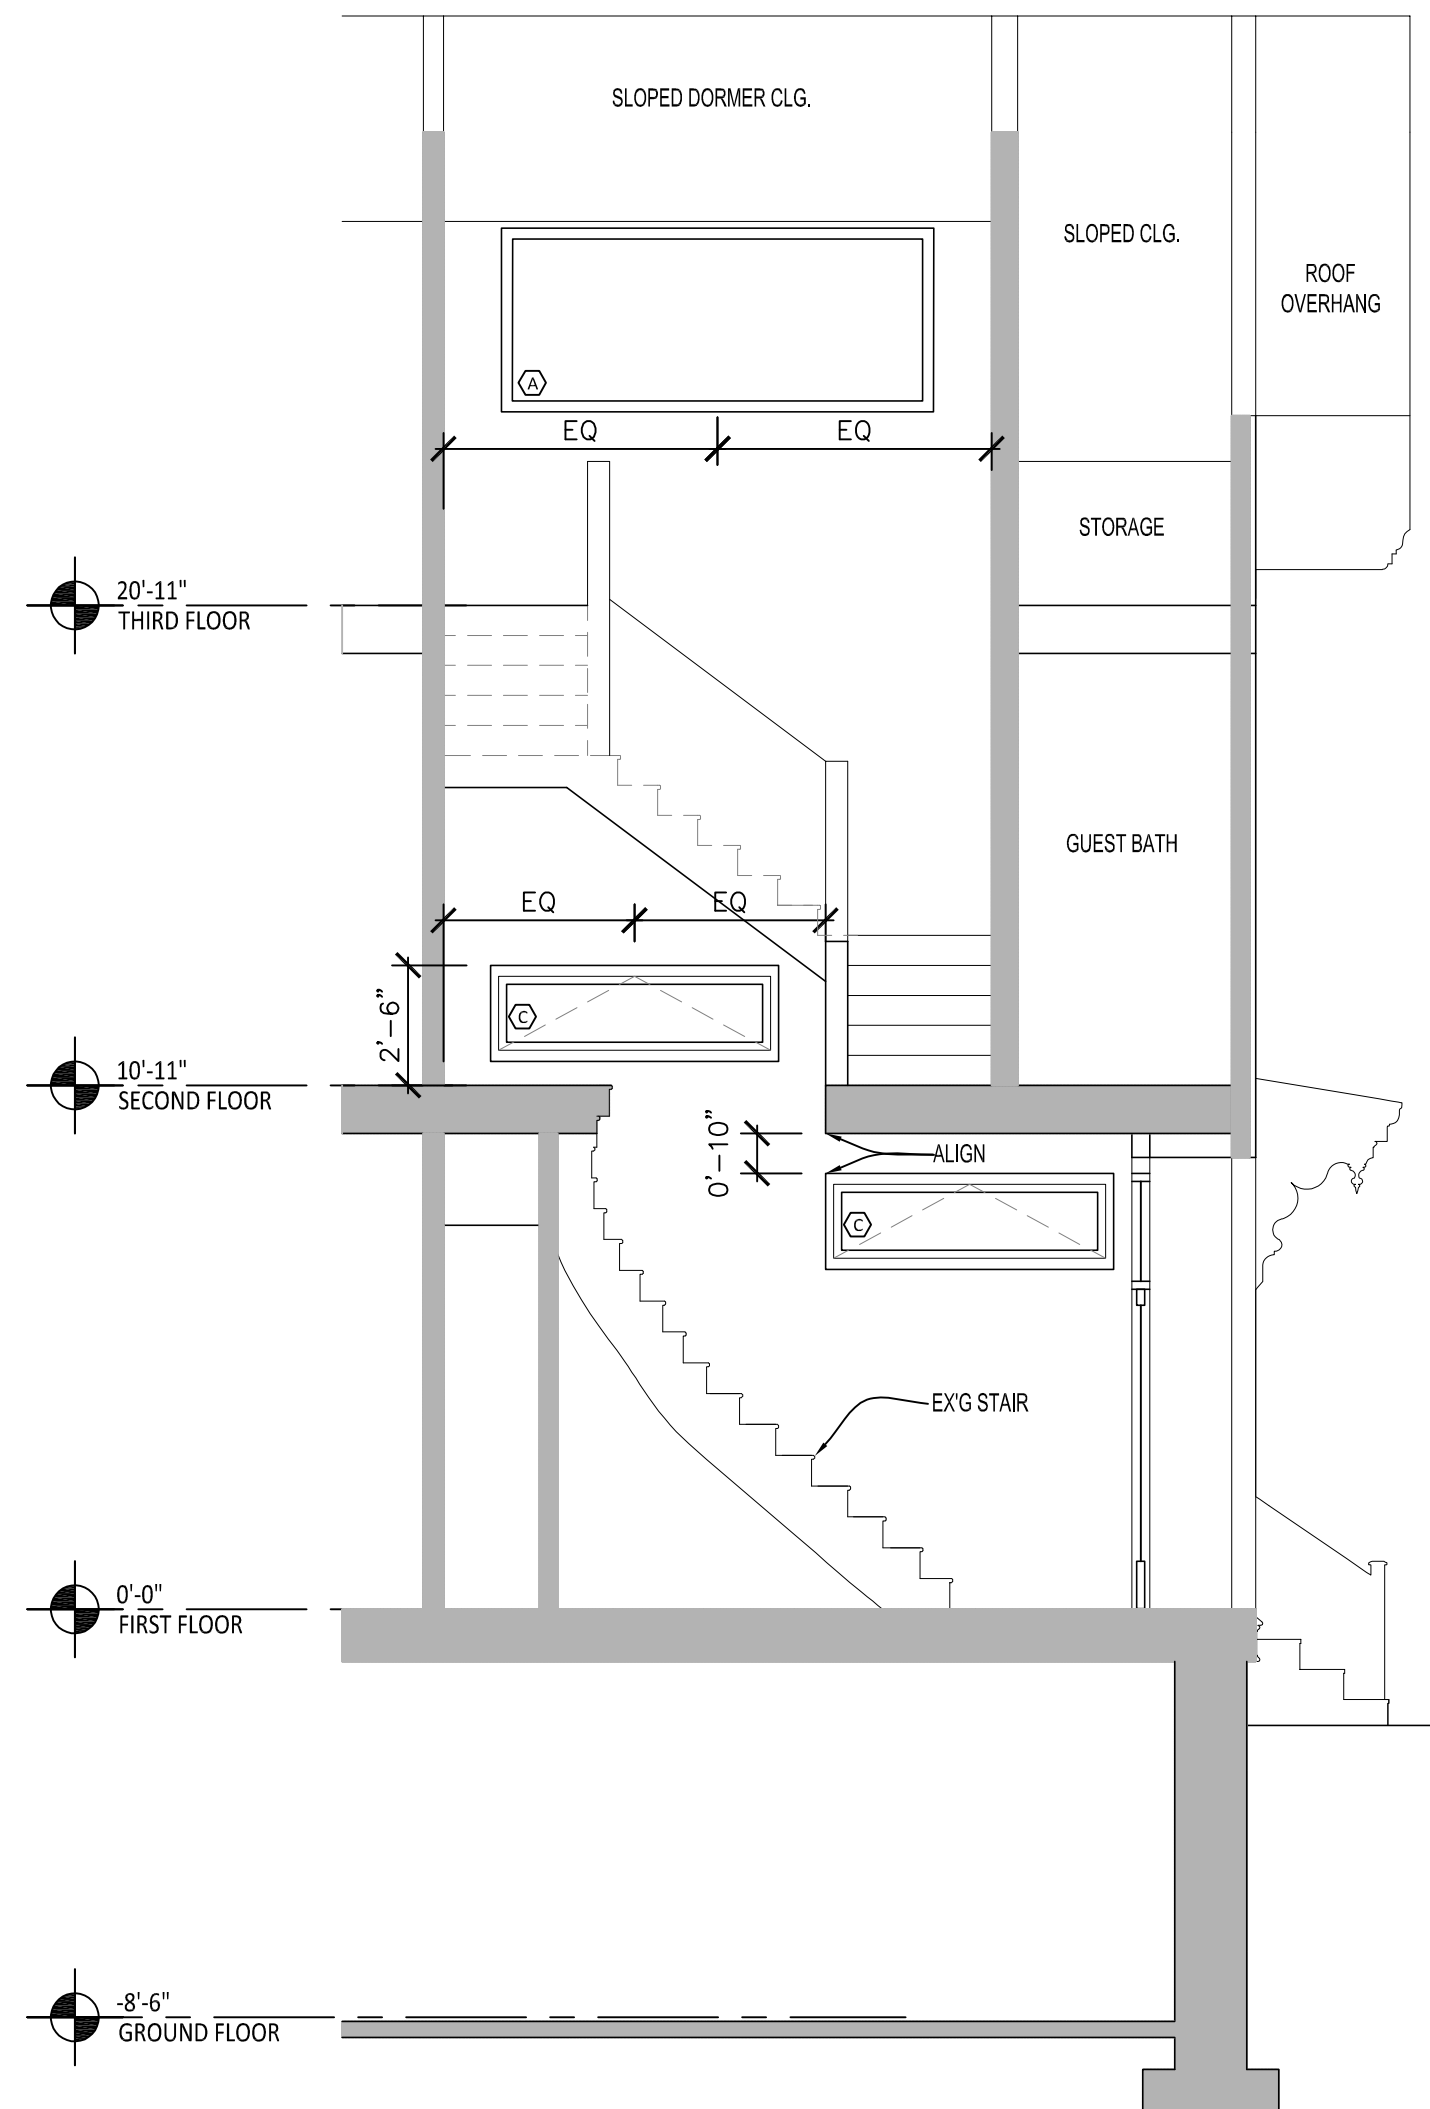 SLOPED DORMER CLG.
SLOPED CLG.
ROOF
OVERHANG
A
EQ
EQ
STORAGE
20'-11"
THIRD FLOOR
GUEST BATH
EQ
EQ
2'-6"
C
10'-11"
SECOND FLOOR
0'-10"
ALIGN
C
EX'G STAIR
0'-0"
FIRST FLOOR
-8'-6"
GROUND FLOOR